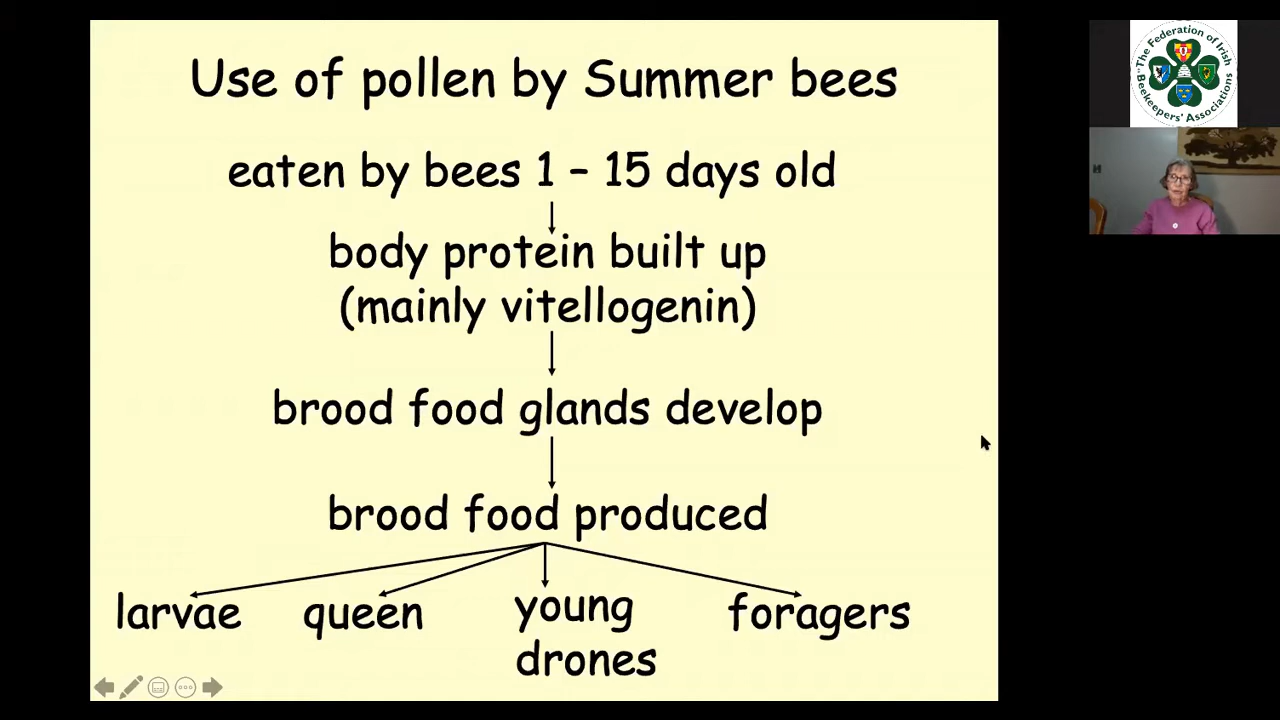 Use of pollen by Summer bees
eaten by bees 1 – 15 days old
body protein built up
(mainly vitellogenin)
brood food glands develop
brood food produced
larvae
queen
young
drones
foragers
"The Federation of Irish
Beekeepers' Associations"